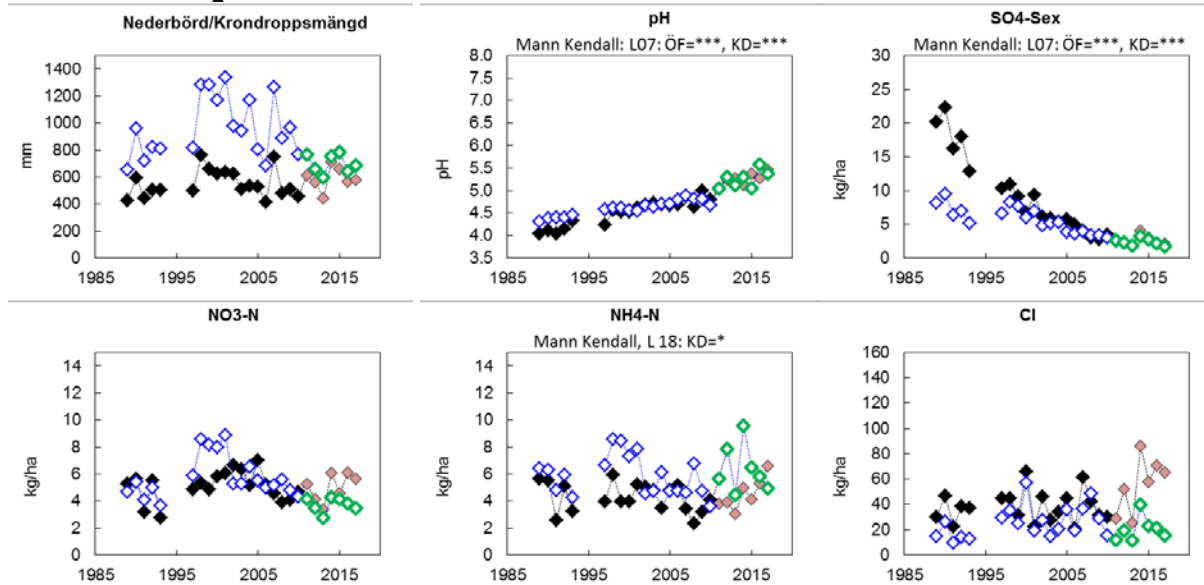 Nederbörd/Krondroppsmängd
mm
1400
1200
1000
800
600
400
200
0
1985 1995 2005 2015
pH
Mann Kendall: L07: ÖF=***, KD=***
pH
8.0
7.5
7.0
6.5
6.0
5.5
5.0
4.5
4.0
3.5
1985 1995 2005 2015
SO4-Sex
Mann Kendall: L07: ÖF=***, KD=***
kg/ha
30
25
20
15
10
5
0
1985 1995 2005 2015
NO3-N
kg/ha
14
12
10
8
6
4
2
0
1985 1995 2005 2015
NH4-N
Mann Kendall, L 18: KD=*
kg/ha
14
12
10
8
6
4
2
0
1985 1995 2005 2015
Cl
kg/ha
160
140
120
100
80
60
40
20
0
1985 1995 2005 2015